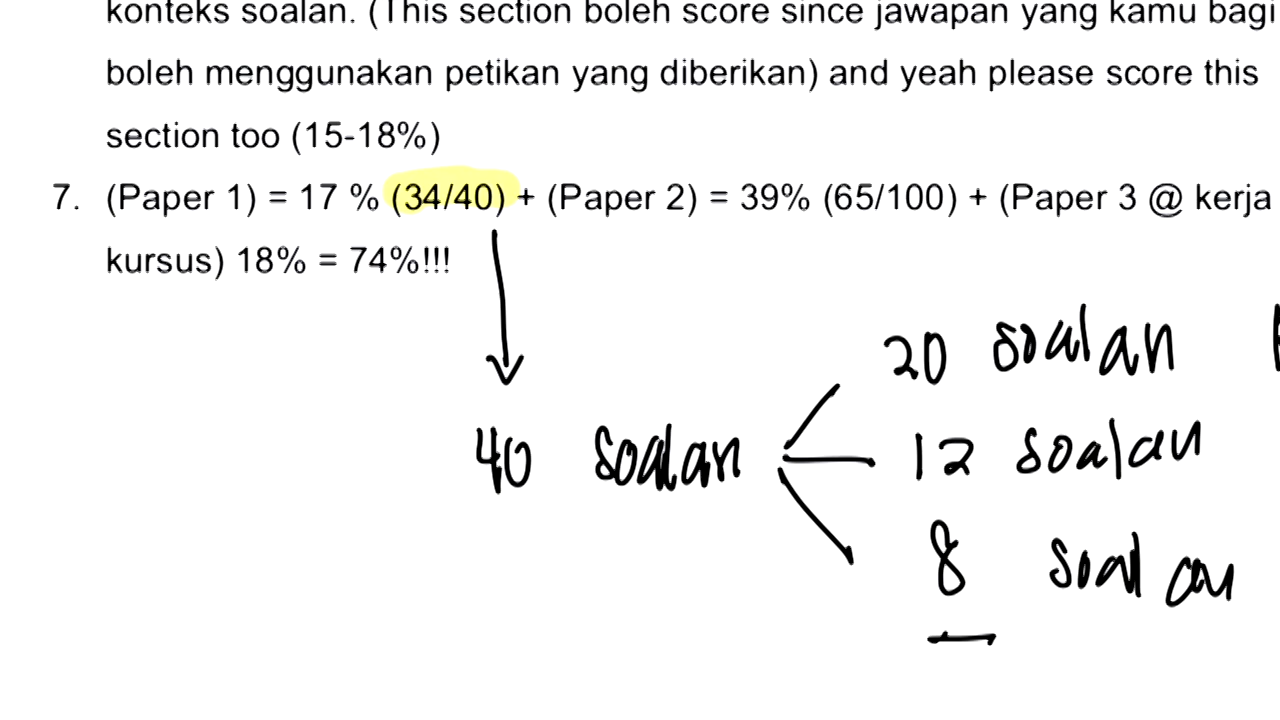 konteks soalan. (This section boleh score since jawapan yang kamu bagi
boleh menggunakan petikan yang diberikan) and yeah please score this
section too (15-18%)
7. (Paper 1) = 17 % (34/40) + (Paper 2) = 39% (65/100) + (Paper 3 @ kerja
kursus) 18% = 74%!!!
20 soalan
40 soalan
12 soalan
8 soalan